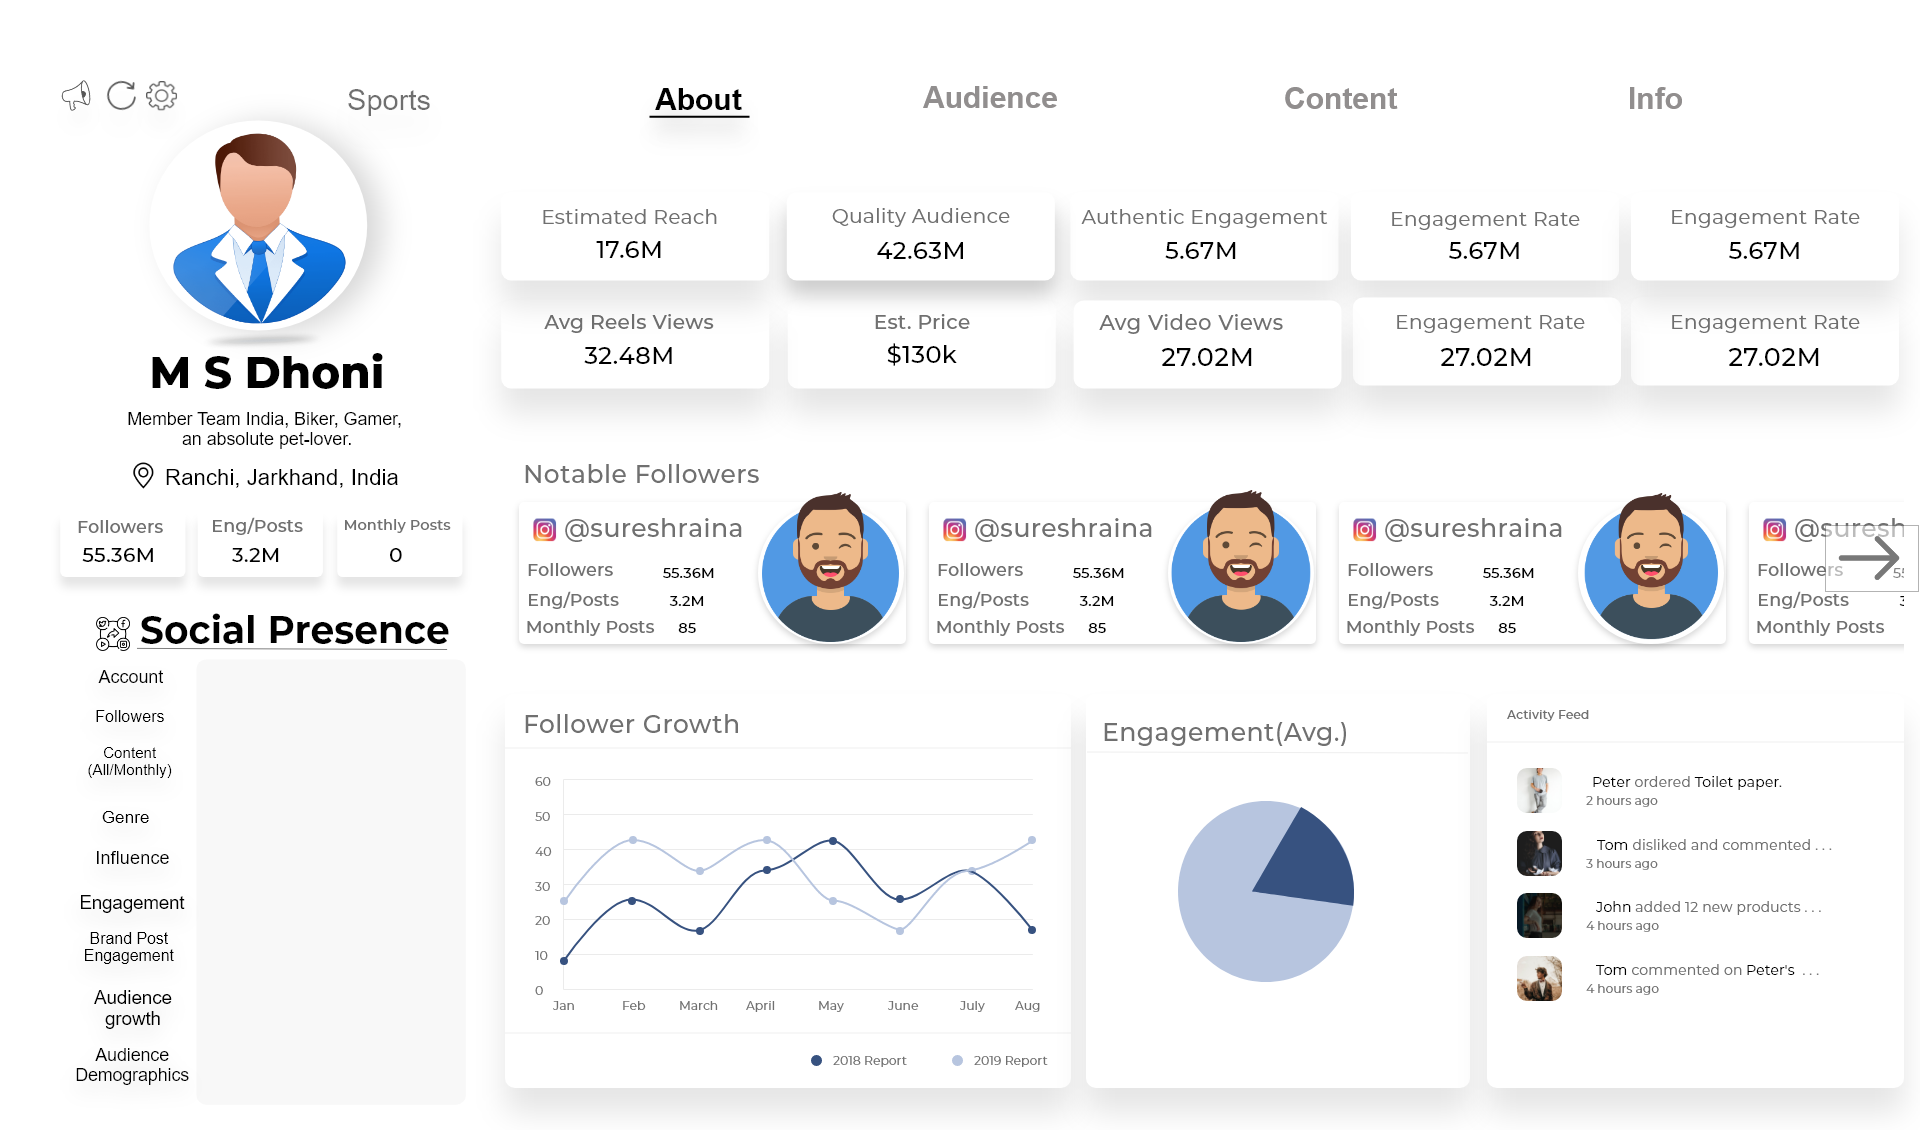 Sports
About
Audience
Content
Info
M S Dhoni
Member Team India, Biker, Gamer,
an absolute pet-lover.
Ranchi, Jarkhand, India
Followers
55.36M
Eng/Posts
3.2M
Monthly Posts
0
Social Presence
Account
Followers
Content
(All/Monthly)
Genre
Influence
Engagement
Brand Post
Engagement
Audience
growth
Audience
Demographics
Estimated Reach
17.6M
Quality Audience
42.63M
Authentic Engagement
5.67M
Engagement Rate
5.67M
Engagement Rate
5.67M
Avg Reels Views
32.48M
Est. Price
$130k
Avg Video Views
27.02M
Engagement Rate
27.02M
Engagement Rate
27.02M
Notable Followers
@sureshraina
Followers 55.36M
Eng/Posts 3.2M
Monthly Posts 85
@sureshraina
Followers 55.36M
Eng/Posts 3.2M
Monthly Posts 85
@sureshraina
Followers 55.36M
Eng/Posts 3.2M
Monthly Posts 85
@suresh
Followers
Eng/Posts
Monthly Posts
Follower Growth
60
50
40
30
20
10
0
Jan Feb March April May June July Aug
2018 Report 2019 Report
Engagement(Avg.)
Activity Feed
Peter ordered Toilet paper.
2 hours ago
Tom disliked and commented . . .
3 hours ago
John added 12 new products . . .
4 hours ago
Tom commented on Peter's . . .
4 hours ago